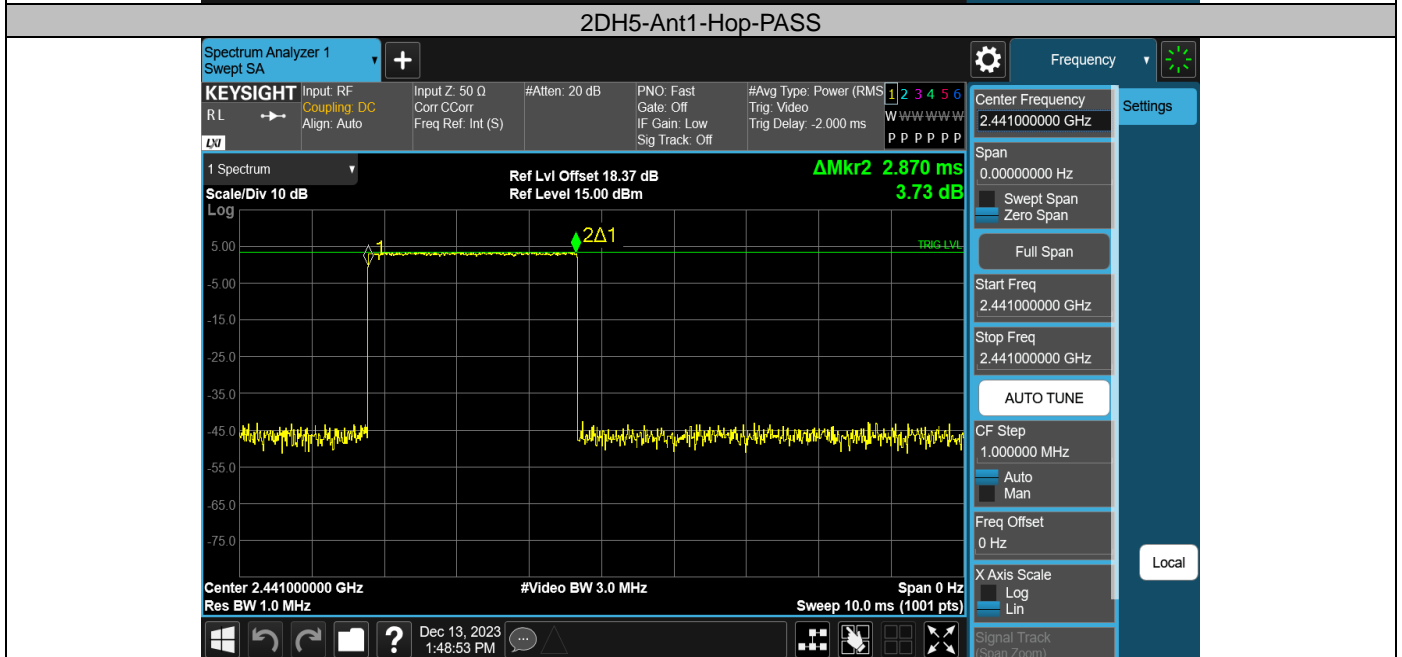 2DH5-Ant1-Hop-PASS
Spectrum Analyzer 1
Swept SA
+
Frequency
KEYSIGHT
RL
LXI
Input: RF
Coupling: DC
Align: Auto
Input Z: 50 Ω
Corr CCorr
Freq Ref: Int (S)
#Atten: 20 dB
PNO: Fast
Gate: Off
IF Gain: Low
Sig Track: Off
#Avg Type: Power (RMS
Trig: Video
Trig Delay: -2.000 ms
1 2 3 4 5 6
W W W W W W
P P P P P P
Center Frequency
2.441000000 GHz
Settings
1 Spectrum
Scale/Div 10 dB
Ref Lvl Offset 18.37 dB
Ref Level 15.00 dBm
ΔMkr2 2.870 ms
3.73 dB
Span
0.00000000 Hz
Swept Span
Zero Span
Full Span
Start Freq
2.441000000 GHz
Stop Freq
2.441000000 GHz
AUTO TUNE
CF Step
1.000000 MHz
Auto
Man
Freq Offset
0 Hz
X Axis Scale
Log
Lin
Signal Track
(Span Zoom)
Local
Log
1
2Δ1
TRIG LVL
5.00
-5.00
-15.0
-25.0
-35.0
-45.0
-55.0
-65.0
-75.0
Center 2.441000000 GHz
#Video BW 3.0 MHz
Span 0 Hz
Res BW 1.0 MHz
Sweep 10.0 ms (1001 pts)
?
Dec 13, 2023
1:48:53 PM